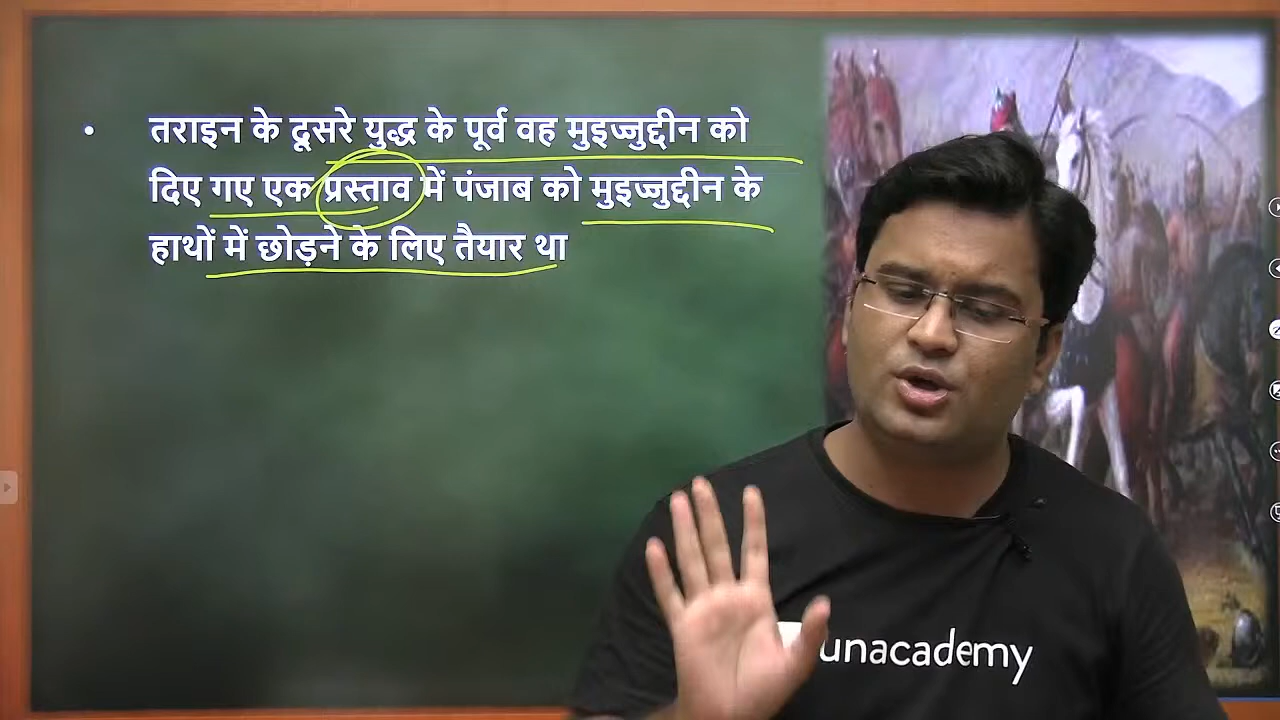 • तराइन के दूसरे युद्ध के पूर्व वह मुइज्जुद्दीन को
दिए गए एक प्रस्ताव में पंजाब को मुइज्जुद्दीन के
हाथों में छोड़ने के लिए तैयार था
unacademy